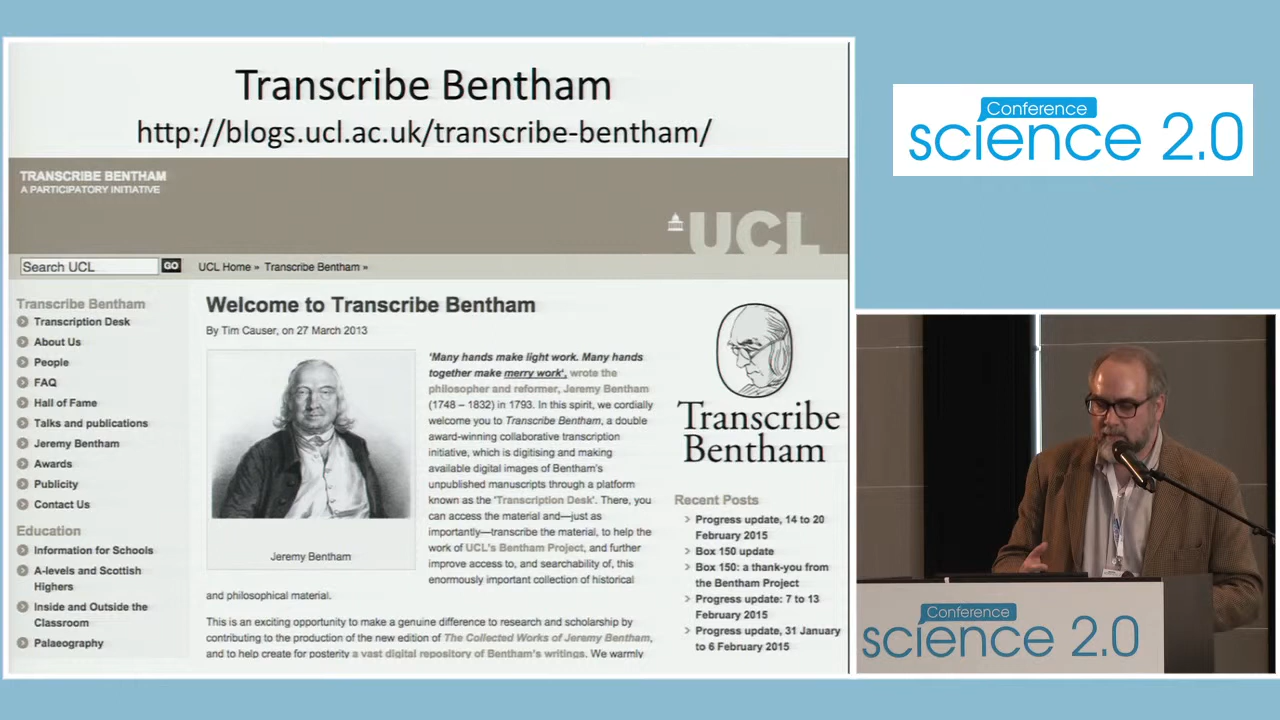 Transcribe Bentham
http://blogs.ucl.ac.uk/transcribe-bentham/
TRANSCRIBE BENTHAM
A PARTICIPATORY INITIATIVE
UCL
Search UCL
GO
UCL Home » Transcribe Bentham »
Transcribe Bentham
Transcription Desk
About Us
People
FAQ
Hall of Fame
Talks and publications
Jeremy Bentham
Awards
Publicity
Contact Us
Education
Information for Schools
A-levels and Scottish
Highers
Inside and Outside the
Classroom
Palaeography
Welcome to Transcribe Bentham
By Tim Causer, on 27 March 2013
Jeremy Bentham
'Many hands make light work. Many hands
together make merry work', wrote the
philosopher and reformer, Jeremy Bentham
(1748 – 1832) in 1793. In this spirit, we cordially
welcome you to Transcribe Bentham, a double
award-winning collaborative transcription
initiative, which is digitising and making
available digital images of Bentham's
unpublished manuscripts through a platform
known as the 'Transcription Desk'. There, you
can access the material and—just as
importantly—transcribe the material, to help the
work of UCL's Bentham Project, and further
improve access to, and searchability of, this
enormously important collection of historical
and philosophical material.
This is an exciting opportunity to make a genuine difference to research and scholarship by
contributing to the production of the new edition of The Collected Works of Jeremy Bentham,
and to help create for posterity a vast digital repository of Bentham's writings. We warmly
Transcribe
Bentham
Recent Posts
Progress update, 14 to 20
February 2015
Box 150 update
Box 150: a thank-you from
the Bentham Project
Progress update: 7 to 13
February 2015
Progress update, 31 January
to 6 February 2015
Conference
science 2.0
Conference
science 2.0